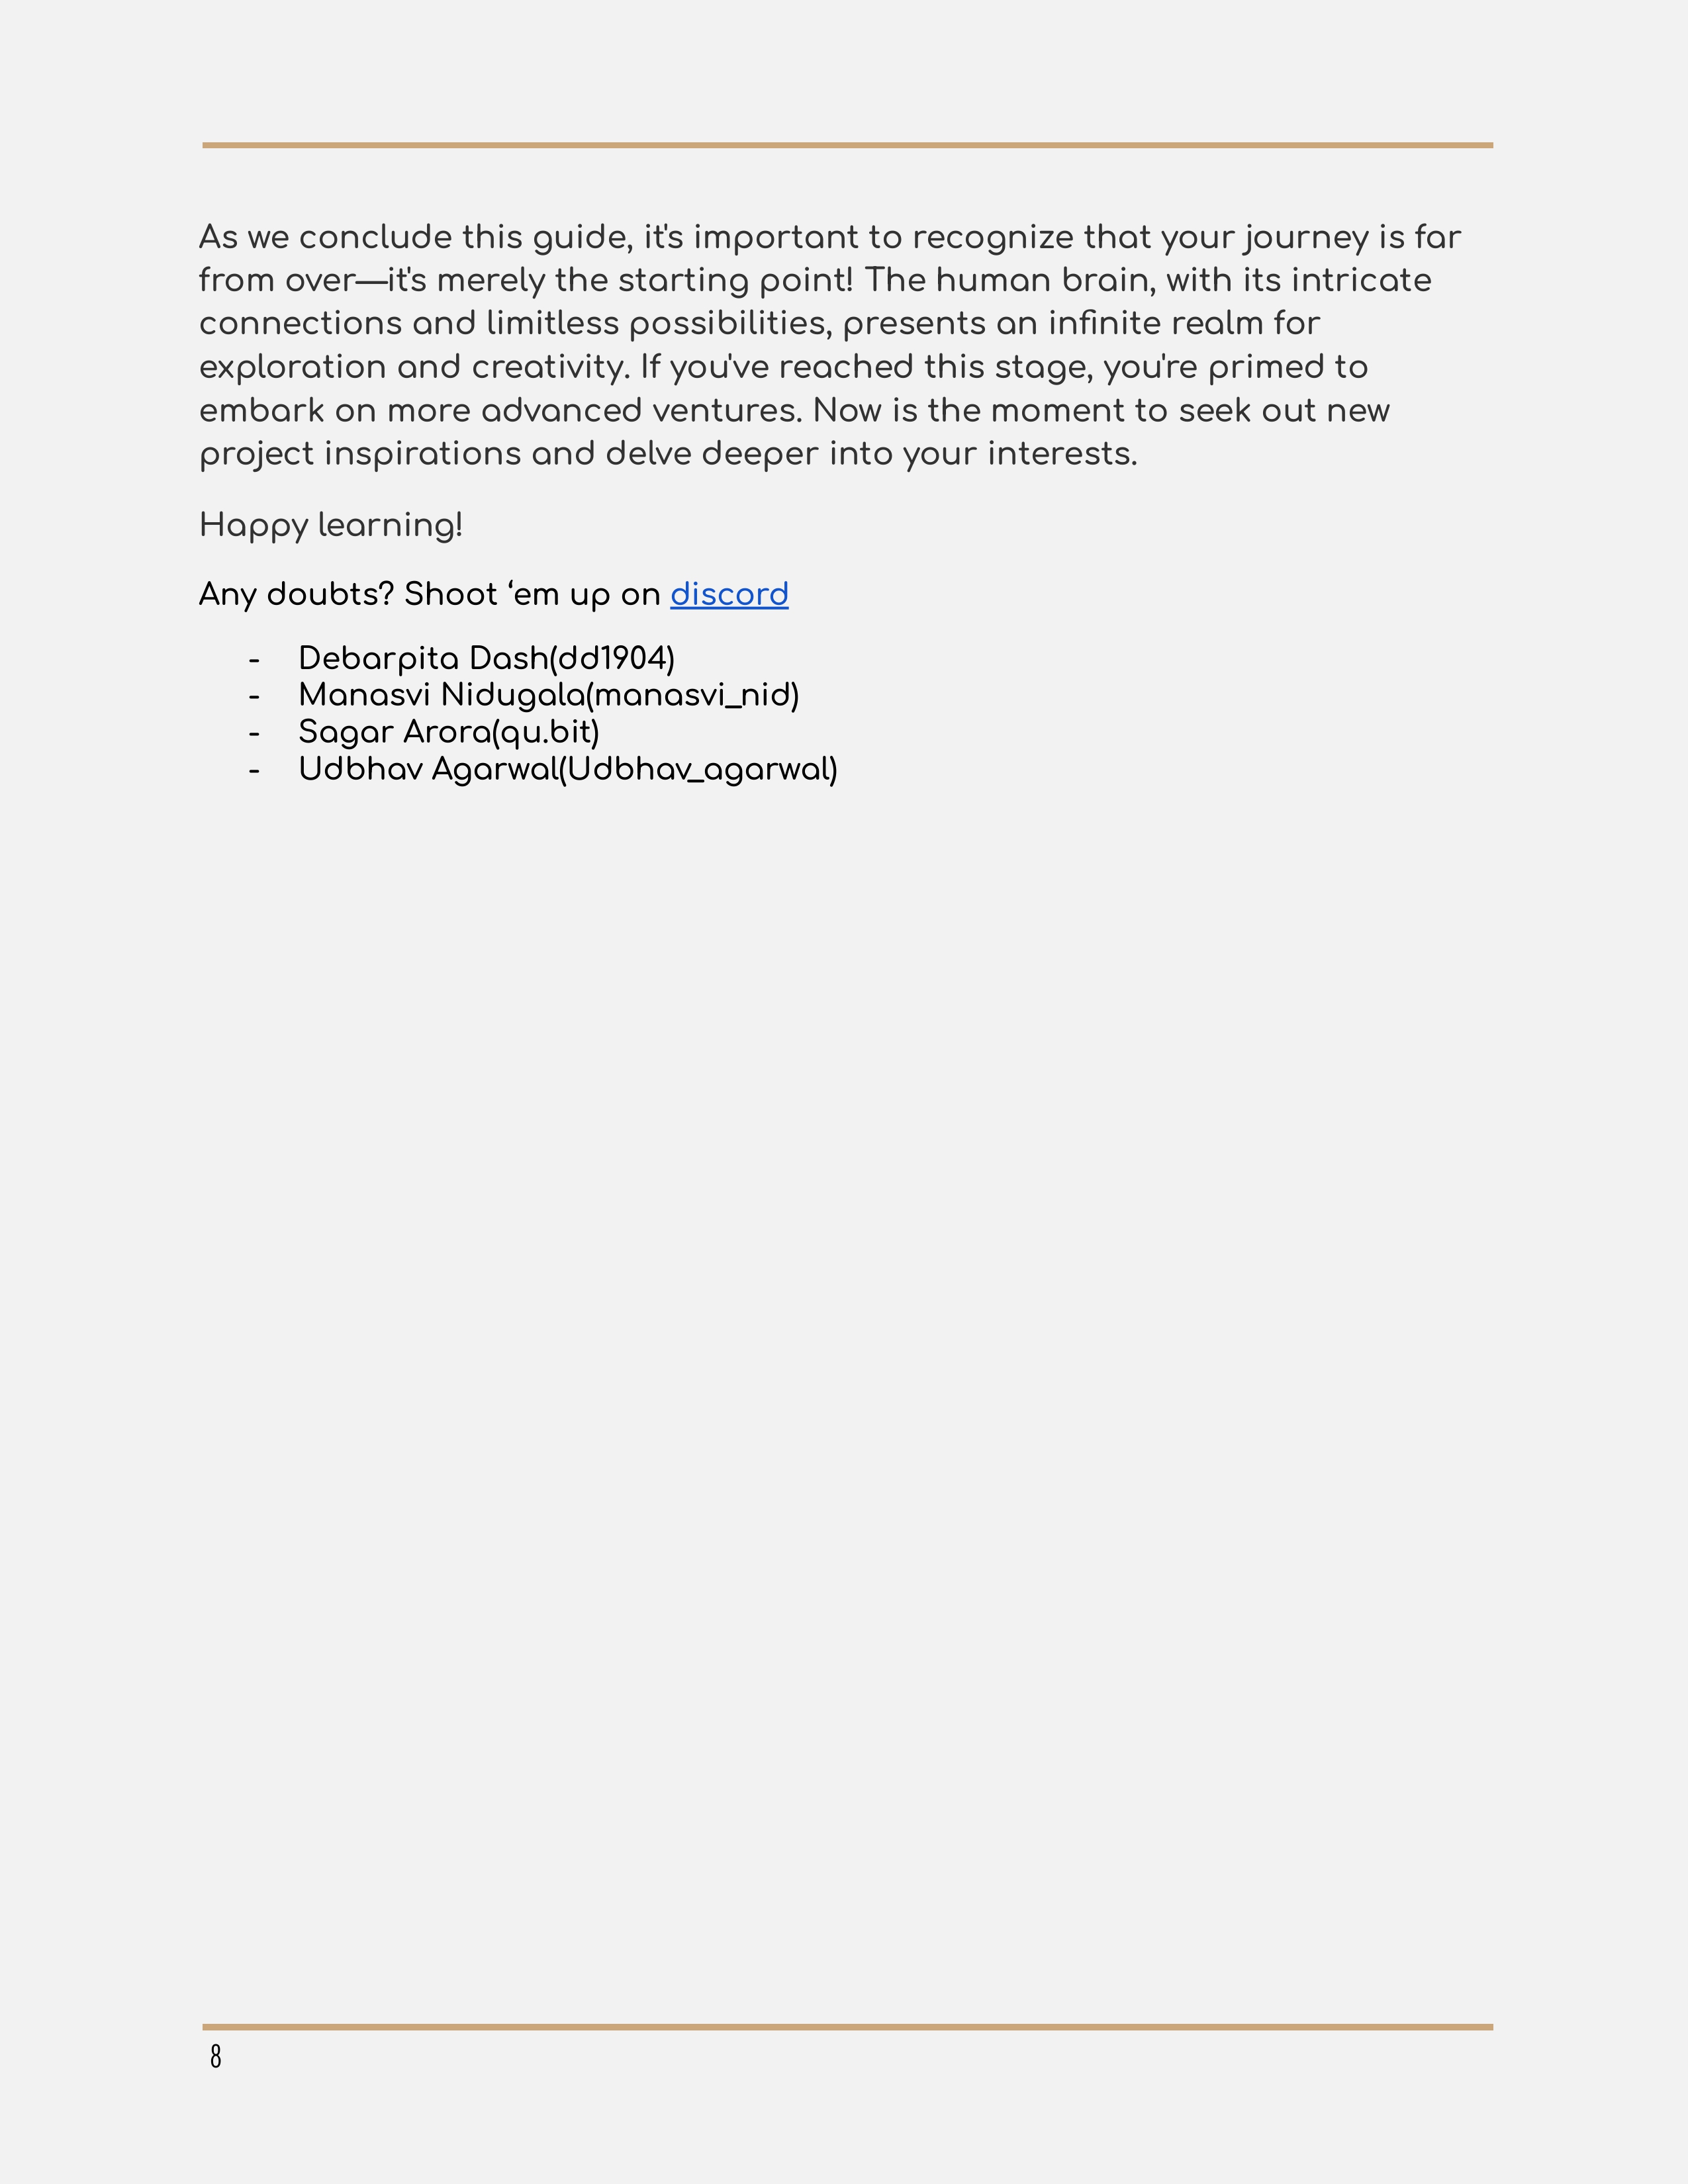 As we conclude this guide, it's important to recognize that your journey is far
from over—it's merely the starting point! The human brain, with its intricate
connections and limitless possibilities, presents an infinite realm for
exploration and creativity. If you've reached this stage, you're primed to
embark on more advanced ventures. Now is the moment to seek out new
project inspirations and delve deeper into your interests.
Happy learning!
Any doubts? Shoot ‘em up on discord
- Debarpita Dash(dd1904)
- Manasvi Nidugala(manasvi_nid)
- Sagar Arora(qu.bit)
- Udbhav Agarwal(Udbhav_agarwal)
8